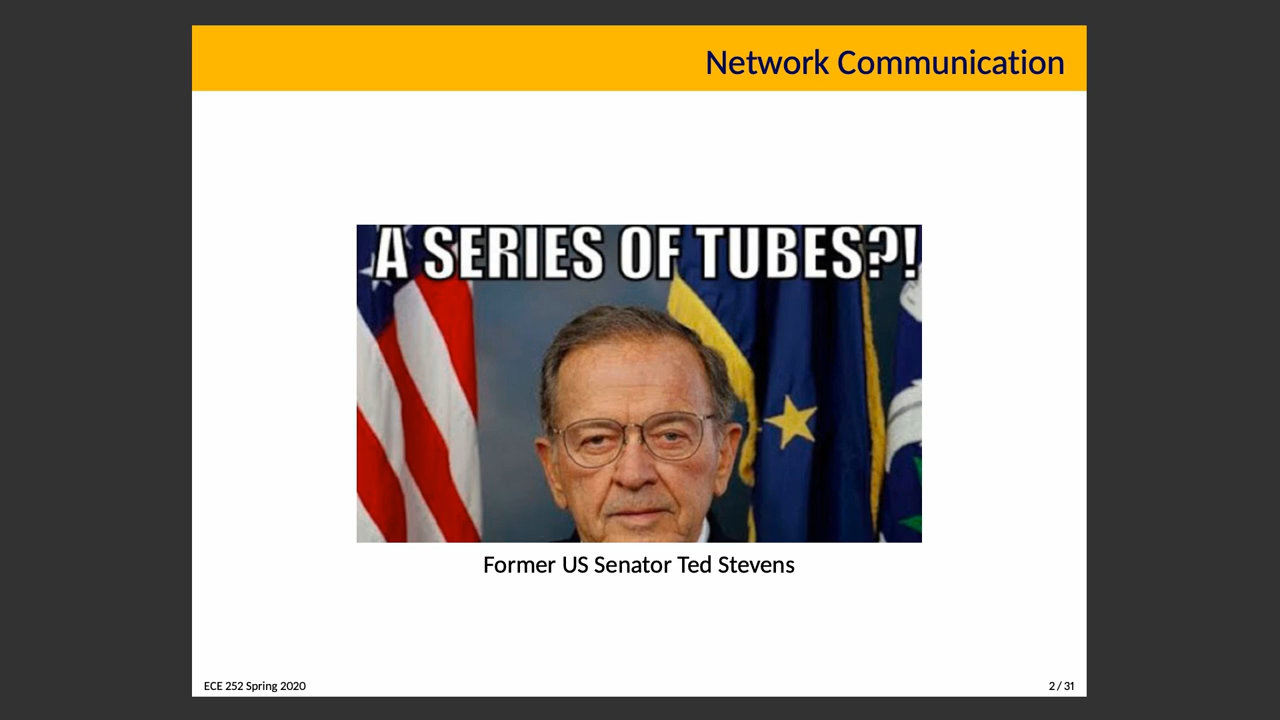 Network Communication
A SERIES OF TUBES?!
Former US Senator Ted Stevens
ECE 252 Spring 2020
2 / 31